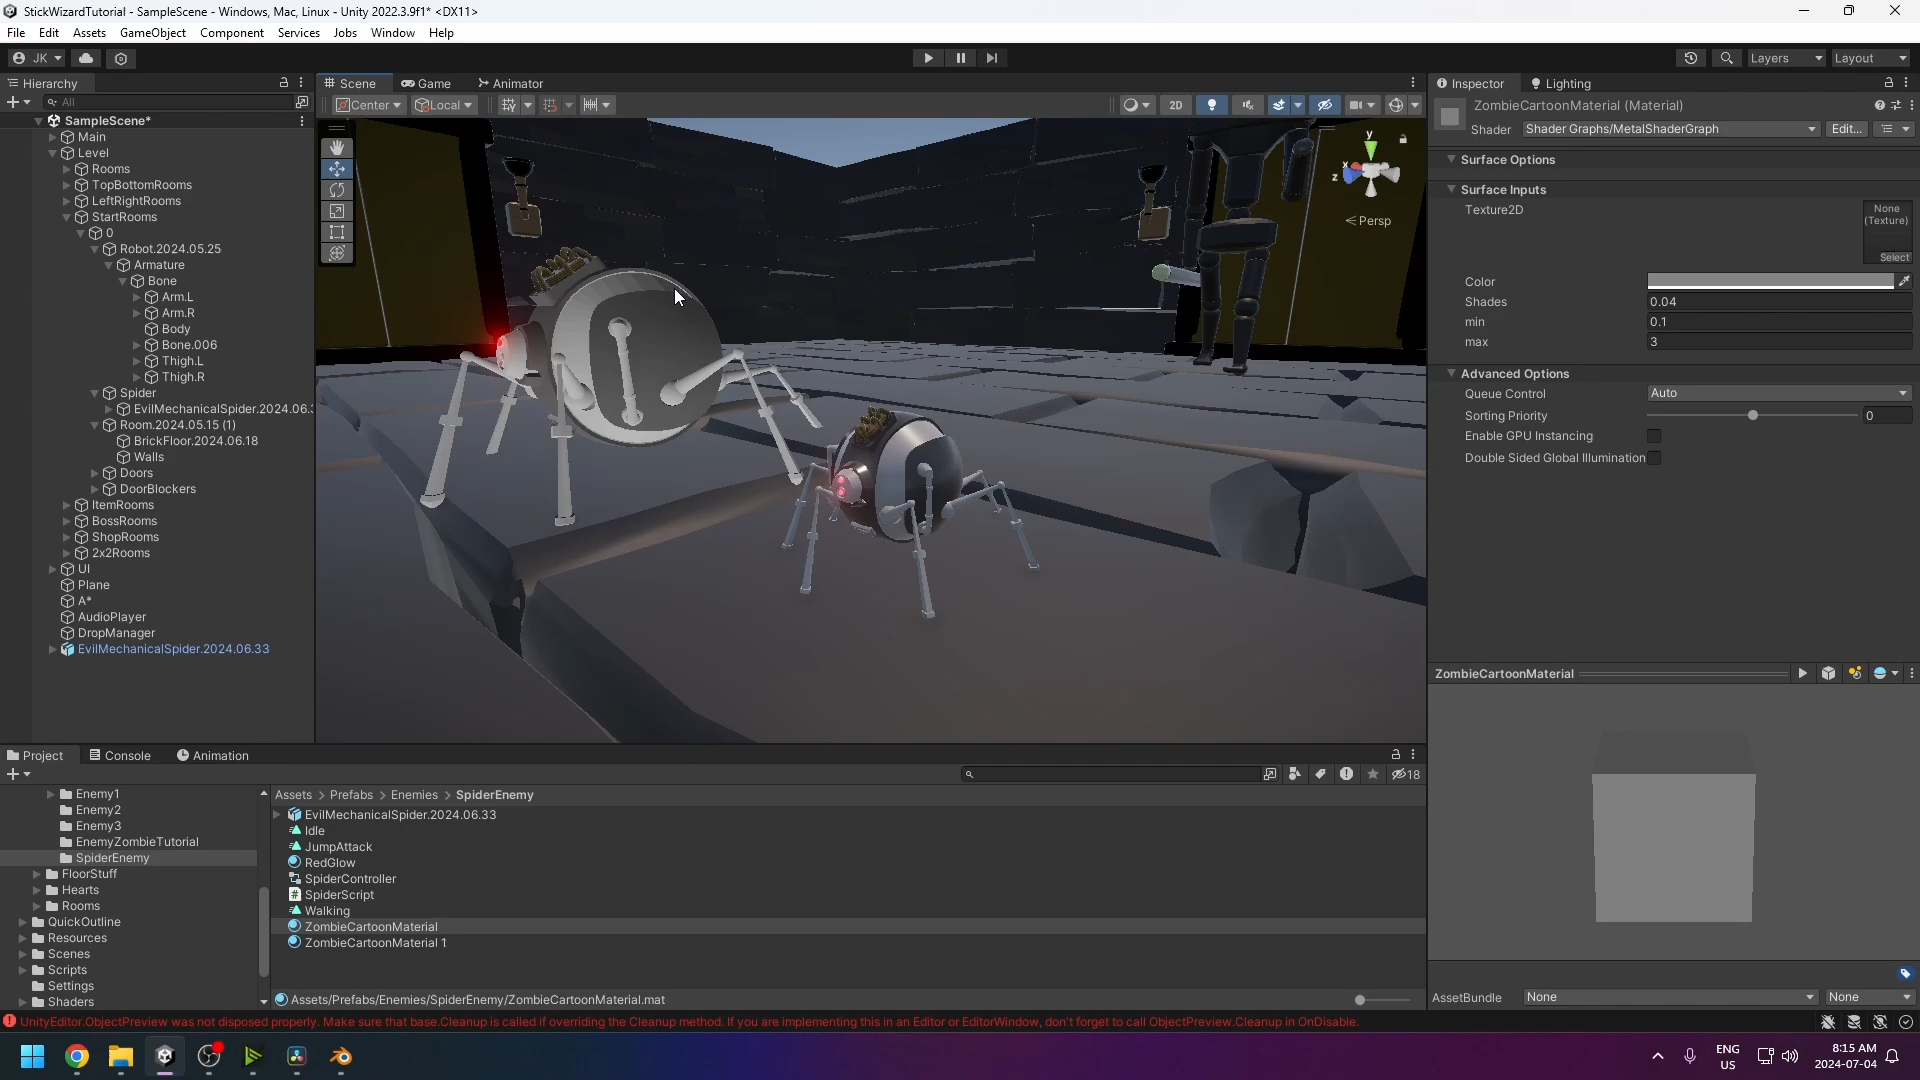 StickWizardTutorial - SampleScene - Windows, Mac, Linux - Unity 2022.3.9f1* <DX11>
File Edit Assets GameObject Component Services Jobs Window Help
JK Layers Layout
Hierarchy
All
SampleScene*
Main
Level
Rooms
TopBottomRooms
LeftRightRooms
StartRooms
0
Robot.2024.05.25
Armature
Bone
Arm.L
Arm.R
Body
Bone.006
Thigh.L
Thigh.R
Spider
EvilMechanicalSpider.2024.06.
Room.2024.05.15 (1)
BrickFloor.2024.06.18
Walls
Doors
DoorBlockers
ItemRooms
BossRooms
ShopRooms
2x2Rooms
UI
Plane
A*
AudioPlayer
DropManager
EvilMechanicalSpider.2024.06.33
Scene Game Animator
Center Local 2D
y
x
z
< Persp
Inspector Lighting
ZombieCartoonMaterial (Material)
Shader Shader Graphs/MetalShaderGraph Edit...
Surface Options
Surface Inputs
Texture2D
None
(Texture)
Select
Color
Shades 0.04
min 0.1
max 3
Advanced Options
Queue Control Auto
Sorting Priority 0
Enable GPU Instancing
Double Sided Global Illumination
ZombieCartoonMaterial
AssetBundle None None
Project Console Animation
18
Enemy1
Enemy2
Enemy3
EnemyZombieTutorial
SpiderEnemy
FloorStuff
Hearts
Rooms
QuickOutline
Resources
Scenes
Scripts
Settings
Shaders
Assets > Prefabs > Enemies > SpiderEnemy
EvilMechanicalSpider.2024.06.33
Idle
JumpAttack
RedGlow
SpiderController
SpiderScript
Walking
ZombieCartoonMaterial
ZombieCartoonMaterial 1
Assets/Prefabs/Enemies/SpiderEnemy/ZombieCartoonMaterial.mat
UnityEditor.ObjectPreview was not disposed properly. Make sure that base.Cleanup is called if overriding the Cleanup method. If you are implementing this in an Editor or EditorWindow, don't forget to call ObjectPreview.Cleanup in OnDisable.
ENG
US
8:15 AM
2024-07-04